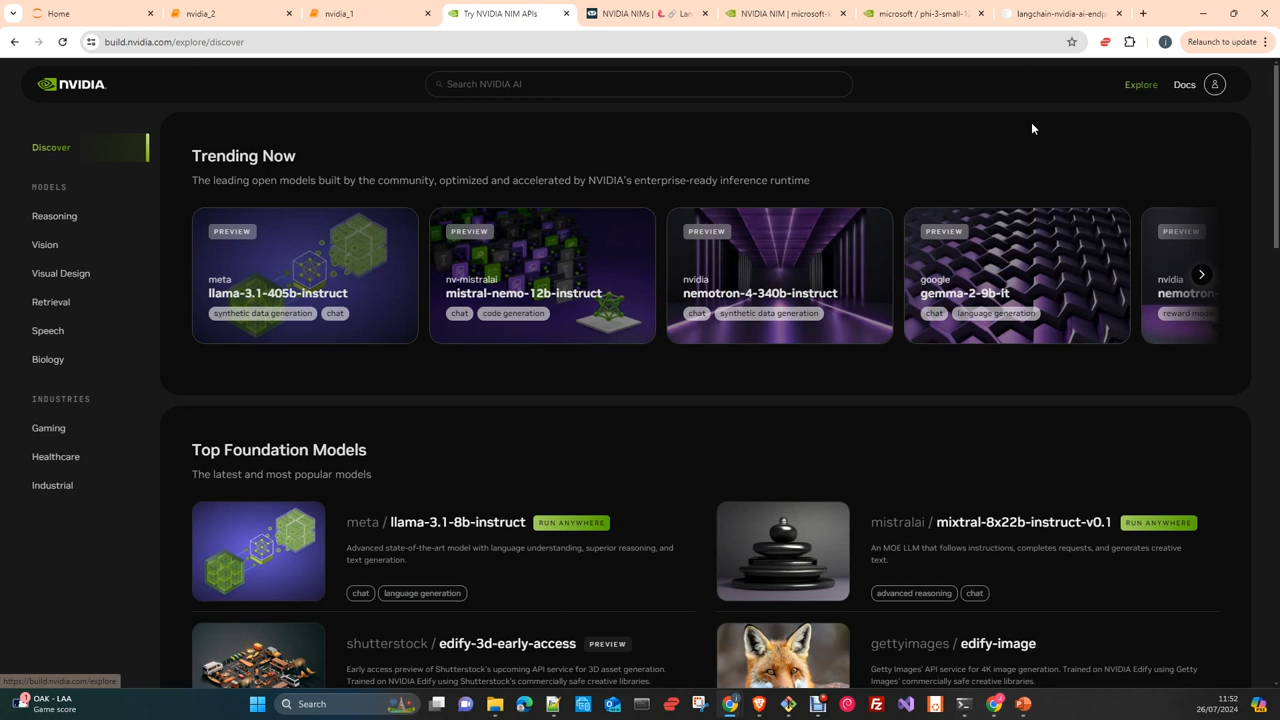 Home
nvidia_2
nvidia_1
Try NVIDIA NIM APIs
NVIDIA NIMs | 🦜️🔗 Lan
NVIDIA NIM | microsoft-k
microsoft / phi-3-small-12
langchain-nvidia-ai-endp
build.nvidia.com/explore/discover
Relaunch to update
NVIDIA.
Search NVIDIA AI
Explore
Docs
Discover
MODELS
Reasoning
Vision
Visual Design
Retrieval
Speech
Biology
INDUSTRIES
Gaming
Healthcare
Industrial
Trending Now
The leading open models built by the community, optimized and accelerated by NVIDIA's enterprise-ready inference runtime
PREVIEW
meta
llama-3.1-405b-instruct
synthetic data generation
chat
PREVIEW
nv-mistralai
mistral-nemo-12b-instruct
chat
code generation
PREVIEW
nvidia
nemotron-4-340b-instruct
chat
synthetic data generation
PREVIEW
google
gemma-2-9b-it
chat
language generation
PREVIEW
nvidia
nemotron-
reward mode
Top Foundation Models
The latest and most popular models
meta / llama-3.1-8b-instruct RUN ANYWHERE
Advanced state-of-the-art model with language understanding, superior reasoning, and
text generation.
chat
language generation
mistralai / mixtral-8x22b-instruct-v0.1 RUN ANYWHERE
An MOE LLM that follows instructions, completes requests, and generates creative
text.
advanced reasoning
chat
shutterstock / edify-3d-early-access PREVIEW
Early access preview of Shutterstock's upcoming API service for 3D asset generation.
Trained on NVIDIA Edify using Shutterstock's commercially safe creative libraries.
gettyimages / edify-image
Getty Images' API service for 4K image generation. Trained on NVIDIA Edify using Getty
Images' commercially safe creative libraries.
https://build.nvidia.com/explore
OAK - LAA
Game score
Search
11:52
26/07/2024